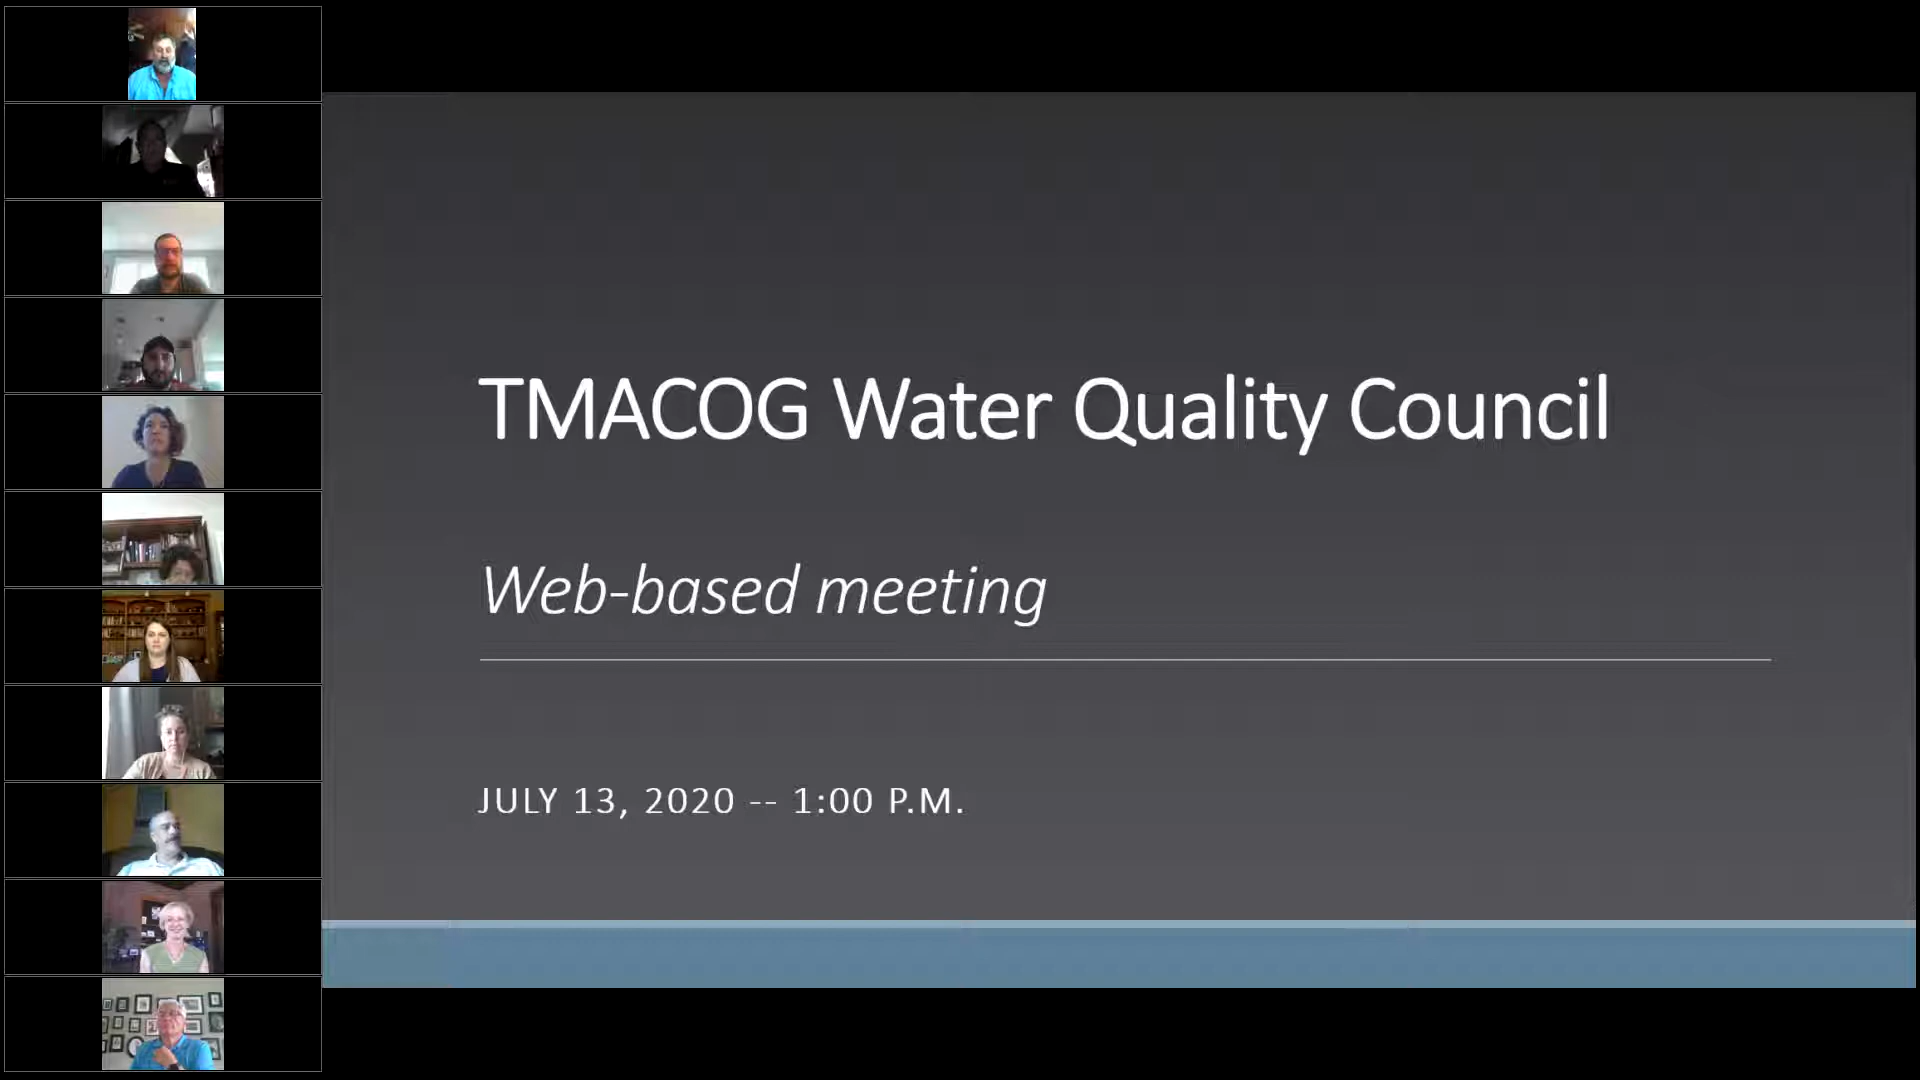 TMACOG Water Quality Council
Web-based meeting
JULY 13, 2020 -- 1:00 P.M.